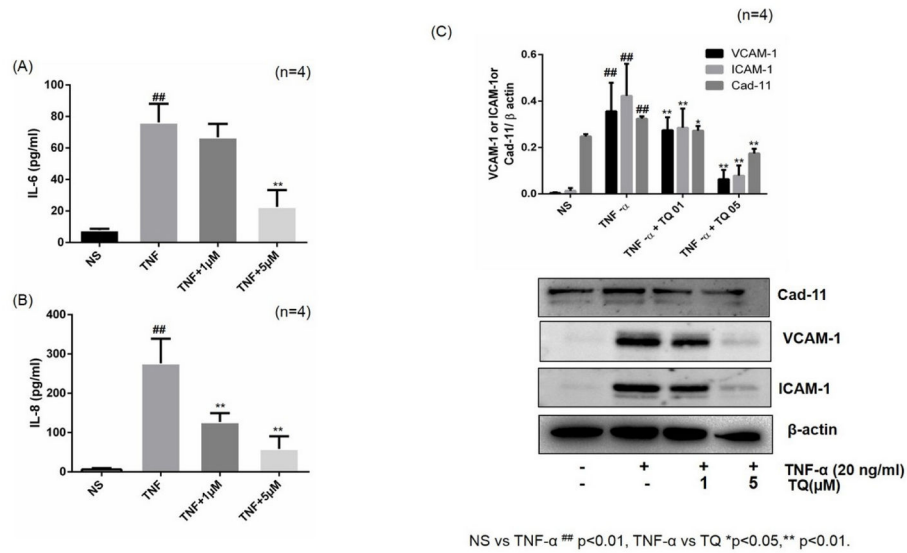 (A)
(n=4)
IL-6 (pg/ml)
100
80
60
40
20
0
##
**
NS
TNF
TNF+1µM
TNF+5µM
(B)
(n=4)
IL-8 (pg/ml)
400
300
200
100
0
##
**
**
NS
TNF
TNF+1µM
TNF+5µM
(C)
(n=4)
VCAM-1 or ICAM-1or
Cad-11/ β actin
0.6
0.4
0.2
0.0
VCAM-1
ICAM-1
Cad-11
## ## ##
** ** *
** ** **
NS
TNF -α
TNF -α + TQ 01
TNF -α + TQ 05
Cad-11
VCAM-1
ICAM-1
β-actin
- + + + TNF-α (20 ng/ml)
- - 1 5 TQ(µM)
NS vs TNF-α ## p<0.01, TNF-α vs TQ *p<0.05,** p<0.01.